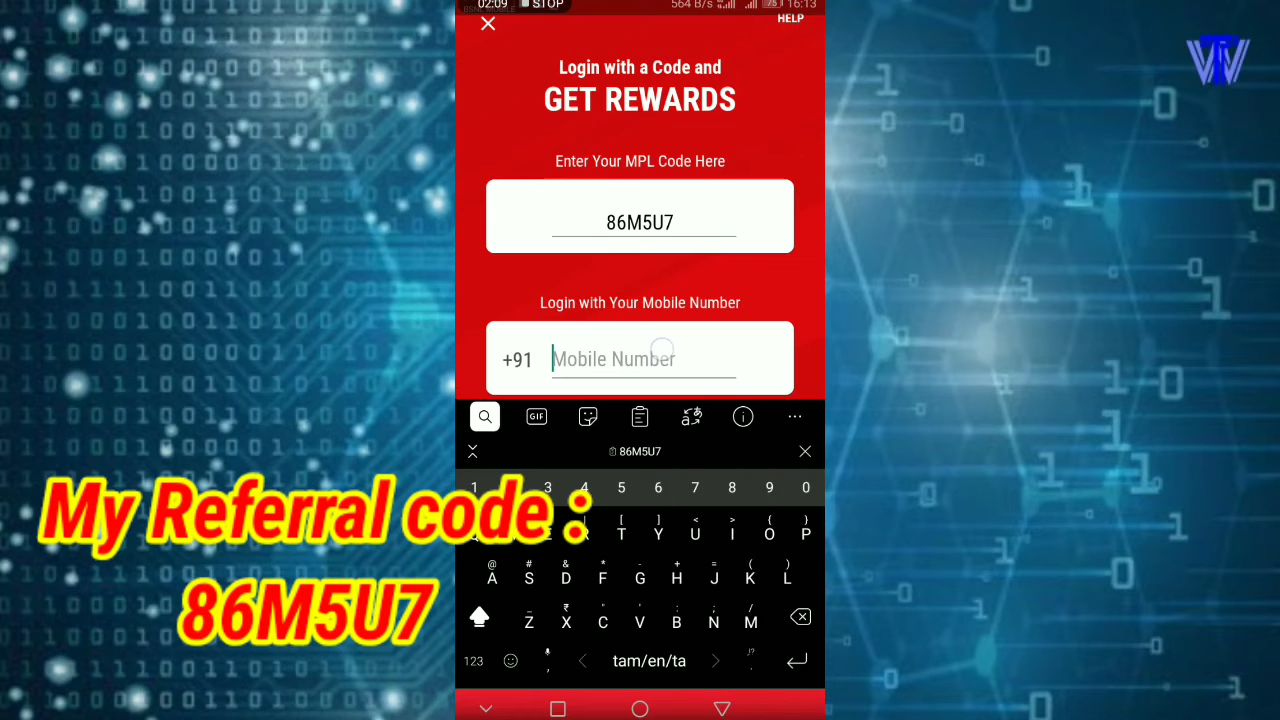 02:09 STOP 564 B/s 75 16:13
HELP
Login with a Code and
GET REWARDS
Enter Your MPL Code Here
86M5U7
Login with Your Mobile Number
+91 Mobile Number
GIF
86M5U7
1 3 4 5 6 7 8 9 0
[ ] < > { }
T Y U I O P
@ # & * - + = ( )
A S D F G H J K L
_ ₹ " ' : ; /
Z X C V B N M
123 , tam/en/ta .
My Referral code :
86M5U7